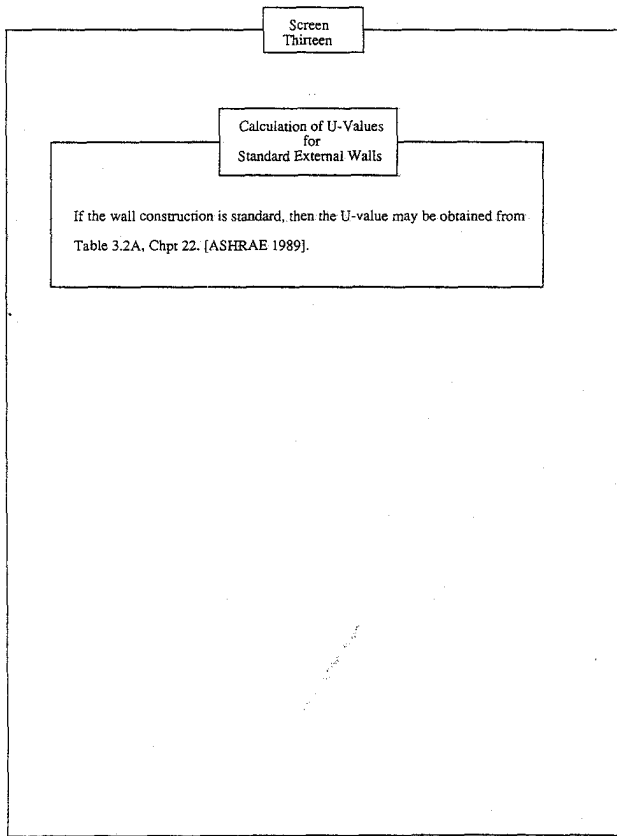 Screen
Thirteen
Calculation of U-Values
for
Standard External Walls
If the wall construction is standard, then the U-value may be obtained from
Table 3.2A, Chpt 22. [ASHRAE 1989].